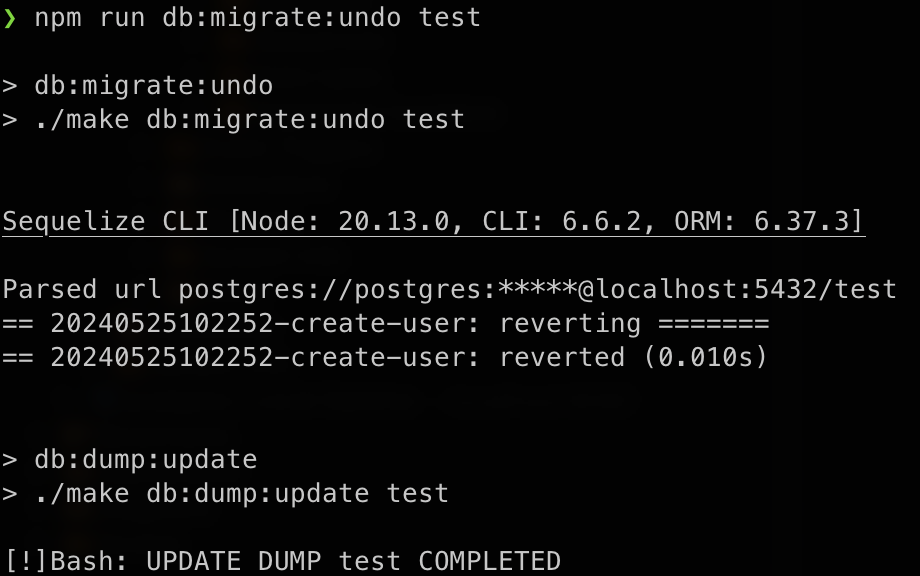 ❯ npm run db:migrate:undo test
> db:migrate:undo
> ./make db:migrate:undo test
Sequelize CLI [Node: 20.13.0, CLI: 6.6.2, ORM: 6.37.3]
Parsed url postgres://postgres:*****@localhost:5432/test
== 20240525102252-create-user: reverting =======
== 20240525102252-create-user: reverted (0.010s)
> db:dump:update
> ./make db:dump:update test
[!]Bash: UPDATE DUMP test COMPLETED